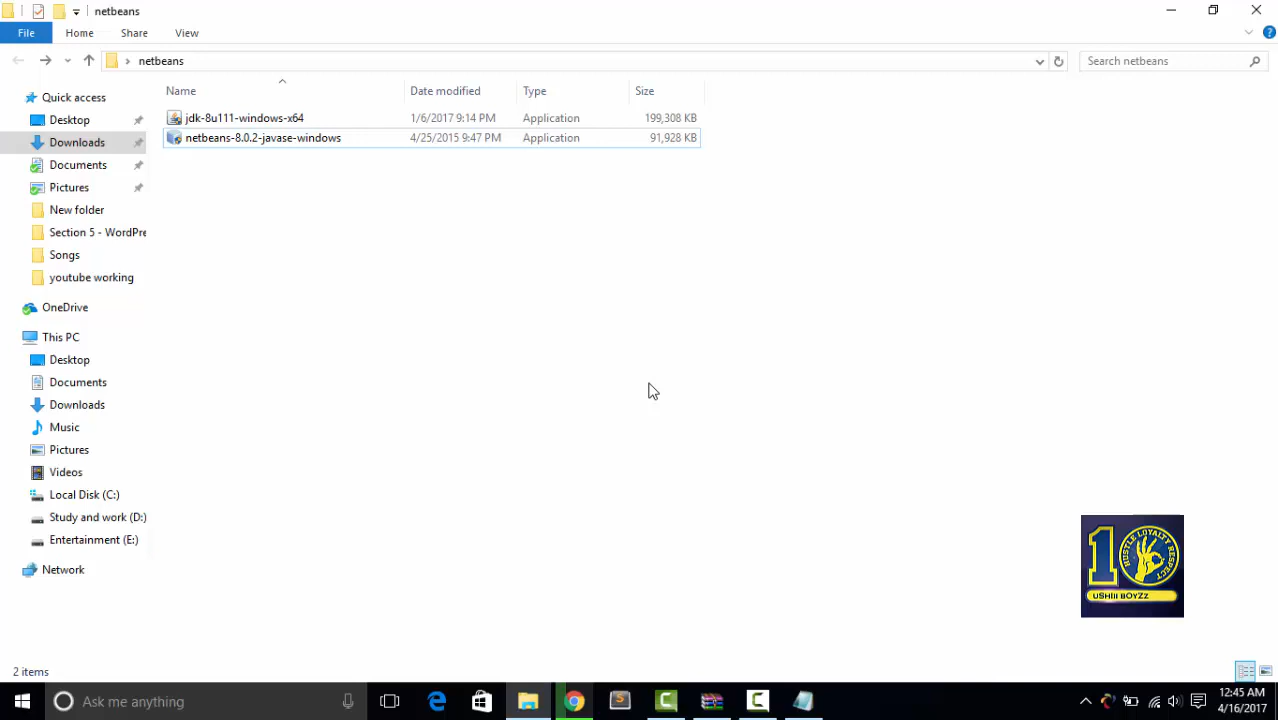 netbeans
File Home Share View
netbeans
Search netbeans
Name Date modified Type Size
jdk-8u111-windows-x64 1/6/2017 9:14 PM Application 199,308 KB
netbeans-8.0.2-javase-windows 4/25/2015 9:47 PM Application 91,928 KB
Quick access
Desktop
Downloads
Documents
Pictures
New folder
Section 5 - WordPre
Songs
youtube working
OneDrive
This PC
Desktop
Documents
Downloads
Music
Pictures
Videos
Local Disk (C:)
Study and work (D:)
Entertainment (E:)
Network
10
HUSTLE LOYALTY RESPECT
USHIII BOYZz
2 items
Ask me anything
12:45 AM
4/16/2017